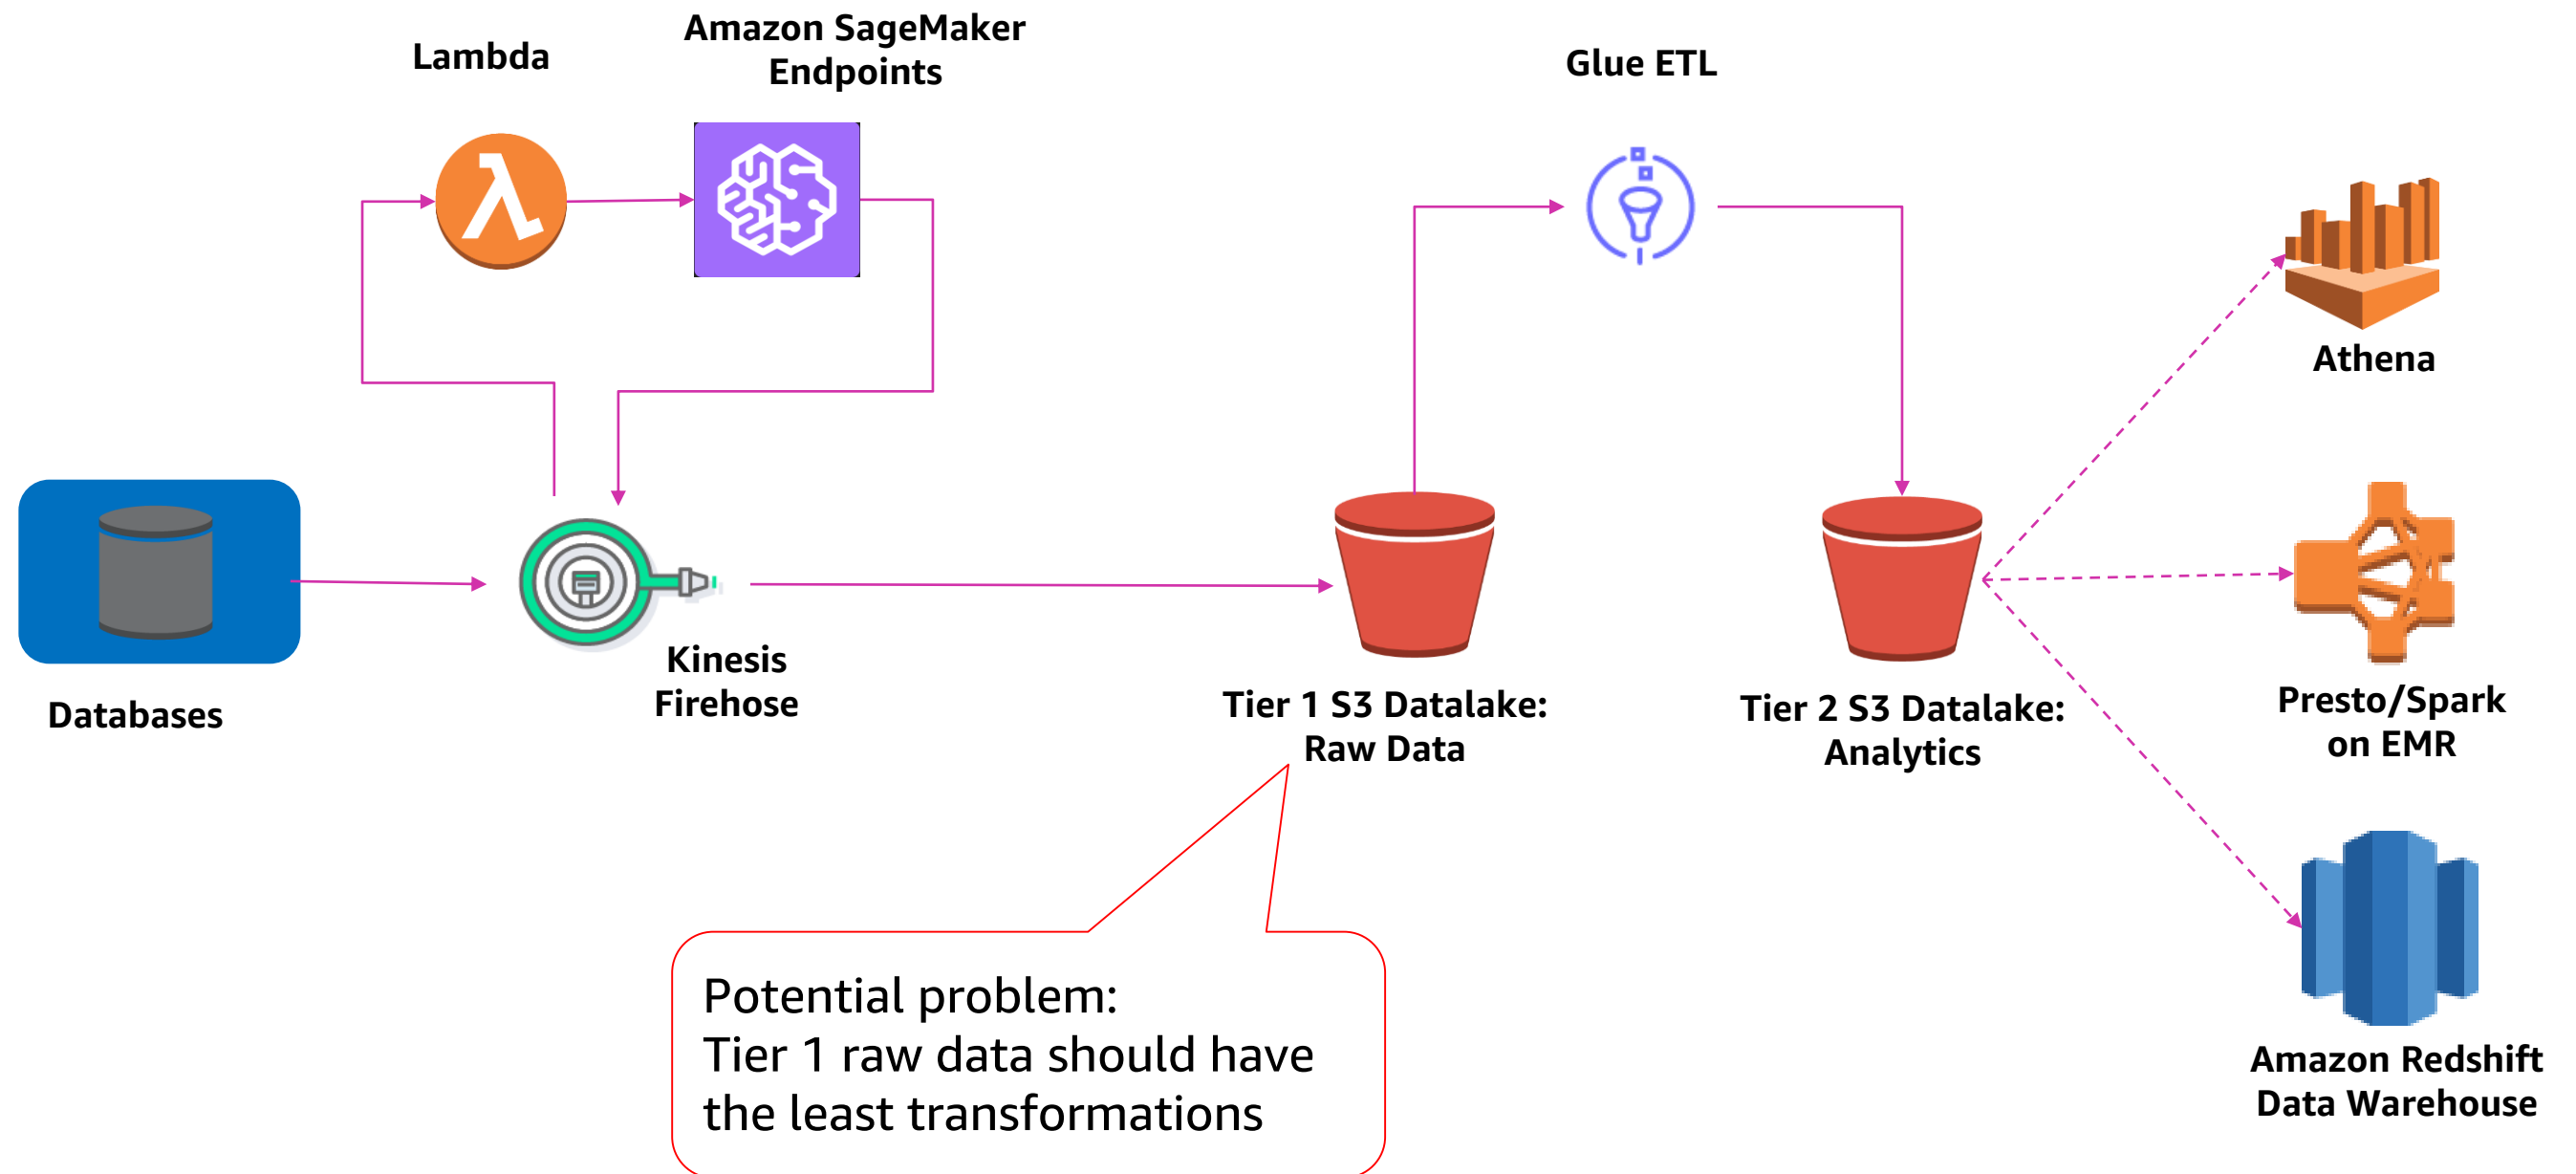 Lambda
Amazon SageMaker
Endpoints
Glue ETL
Athena
Databases
Kinesis
Firehose
Tier 1 S3 Datalake:
Raw Data
Tier 2 S3 Datalake:
Analytics
Presto/Spark
on EMR
Potential problem:
Tier 1 raw data should have
the least transformations
Amazon Redshift
Data Warehouse